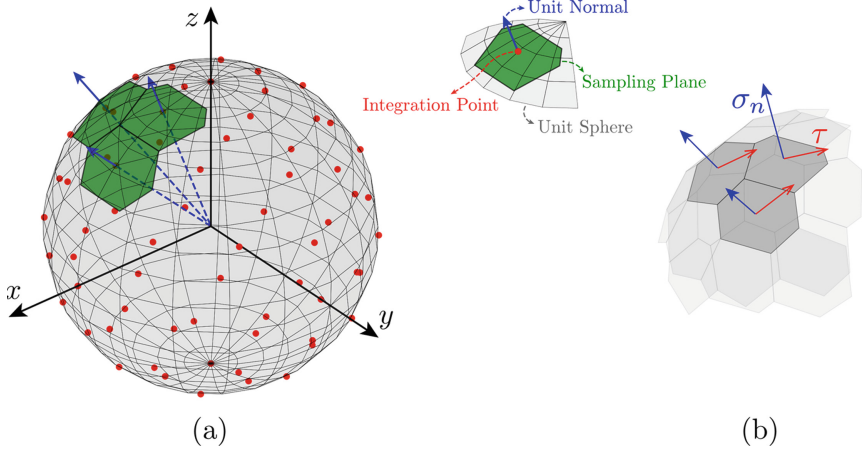 z
Unit Normal
Sampling Plane
Integration Point
Unit Sphere
σn
τ
x
y
(a)
(b)